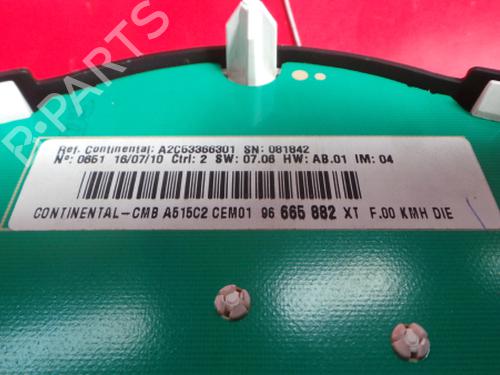 B-Parts
Ref. Continental: A2C53366301 SN: 081842
Nº: 0651 16/07/10 Ctrl: 2 SW: 07.06 HW: AB.01 IM: 04
CONTINENTAL-CMB A515C2 CEM01 96 665 882 XT F.00 KMH DIE